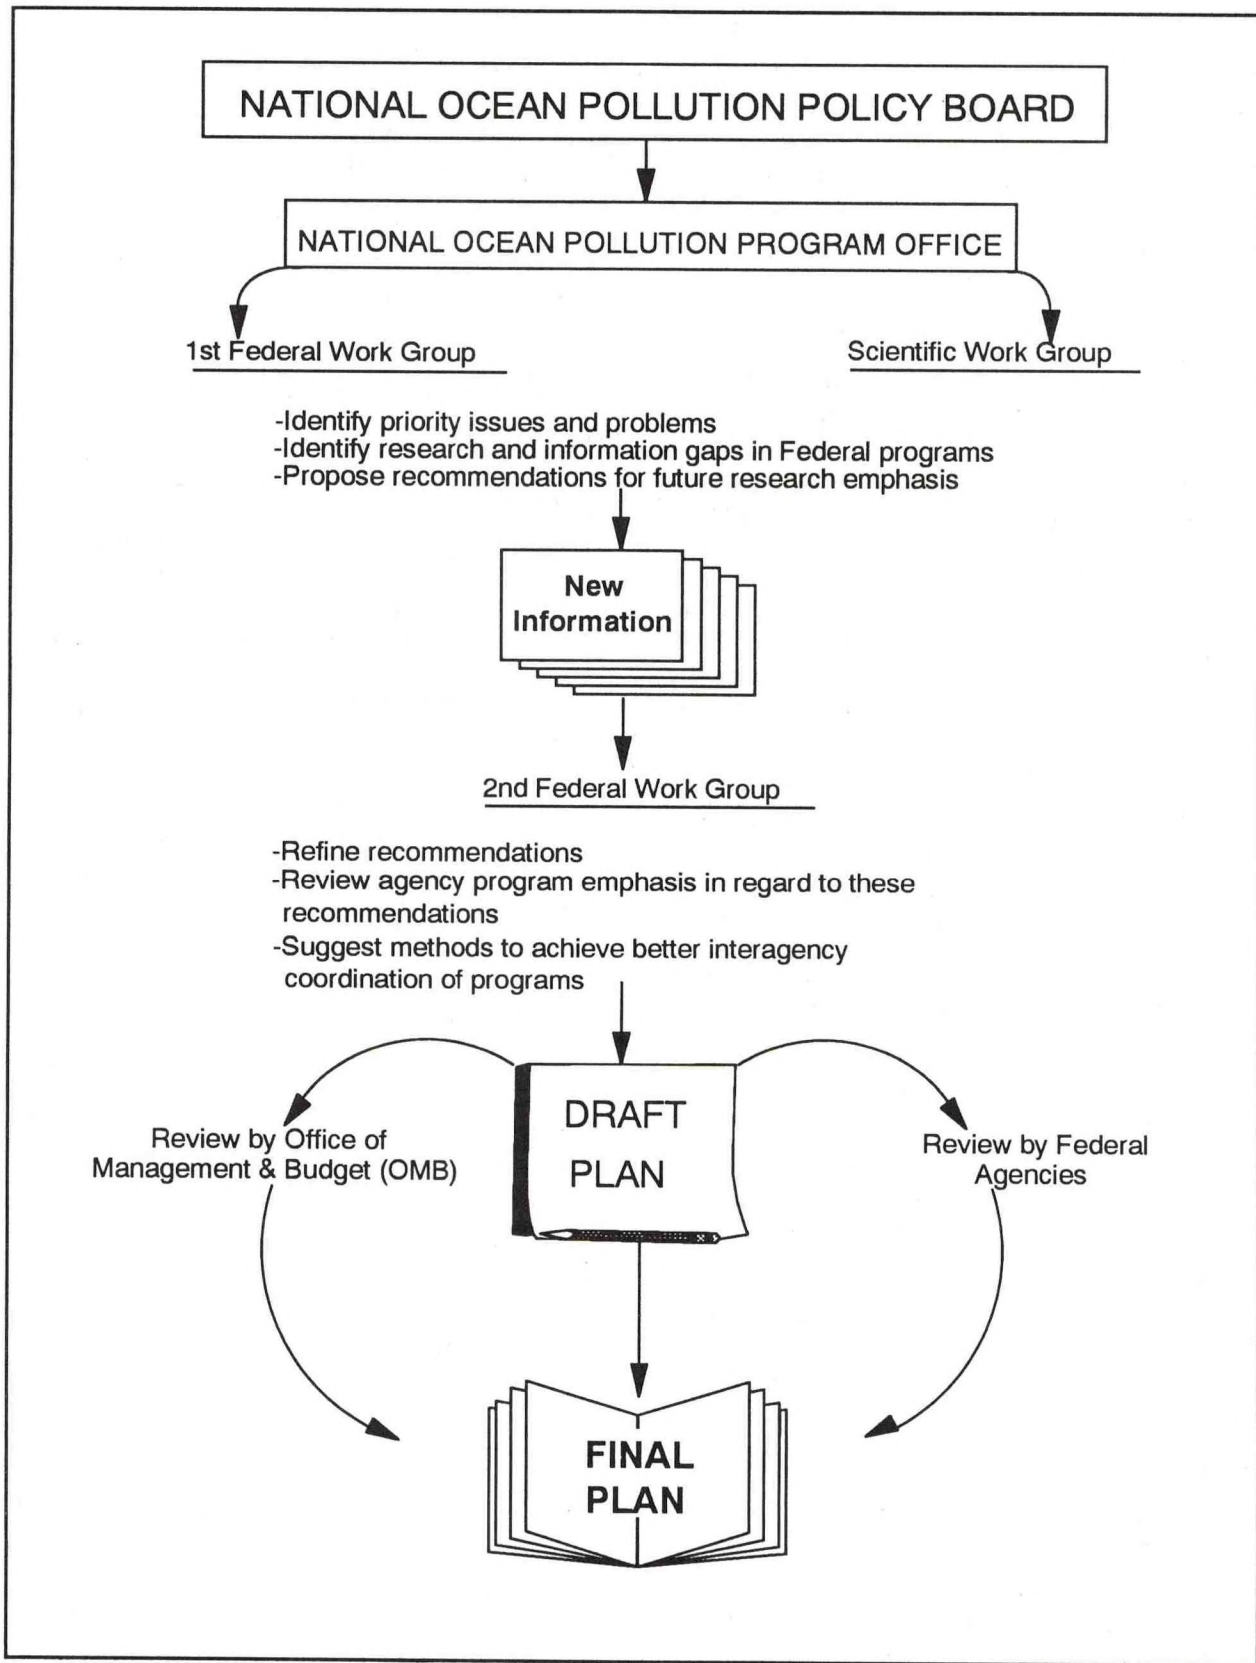 NATIONAL OCEAN POLLUTION POLICY BOARD
NATIONAL OCEAN POLLUTION PROGRAM OFFICE
1st Federal Work Group
Scientific Work Group
-Identify priority issues and problems
-Identify research and information gaps in Federal programs
-Propose recommendations for future research emphasis
New
Information
2nd Federal Work Group
-Refine recommendations
-Review agency program emphasis in regard to these
recommendations
-Suggest methods to achieve better interagency
coordination of programs
DRAFT
PLAN
Review by Office of
Management & Budget (OMB)
Review by Federal
Agencies
FINAL
PLAN